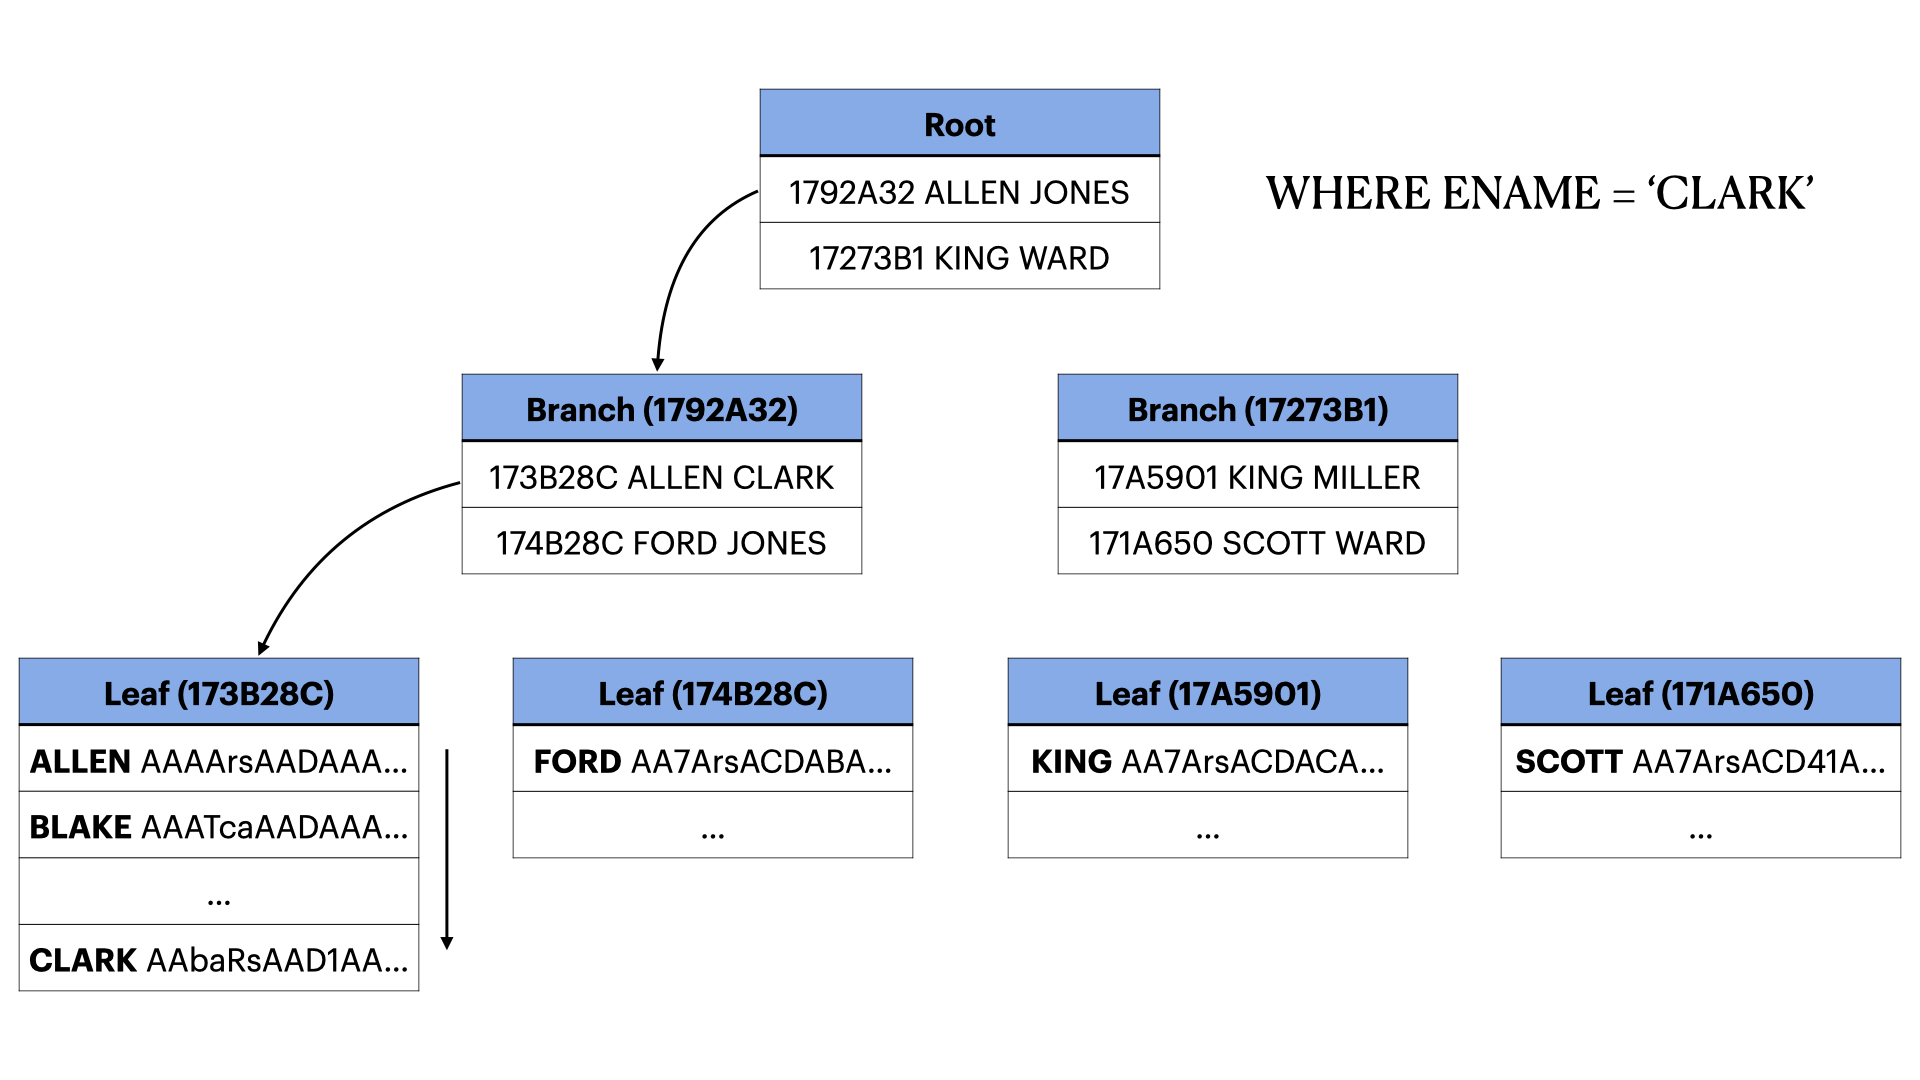 Root
1792A32 ALLEN JONES
17273B1 KING WARD
WHERE ENAME = ‘CLARK’
Branch (1792A32)
173B28C ALLEN CLARK
174B28C FORD JONES
Branch (17273B1)
17A5901 KING MILLER
171A650 SCOTT WARD
Leaf (173B28C)
ALLEN AAAArsAADAAA...
BLAKE AAATcaAADAAA...
...
CLARK AAbaRsAAD1AA...
Leaf (174B28C)
FORD AA7ArsACDABA...
...
Leaf (17A5901)
KING AA7ArsACDACA...
...
Leaf (171A650)
SCOTT AA7ArsACD41A...
...